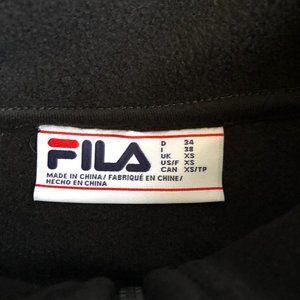 FILA
D 34
I 38
UK XS
US/F XS
CAN XS/TP
MADE IN CHINA/ FABRIQUÉ EN CHINE/
HECHO EN CHINA